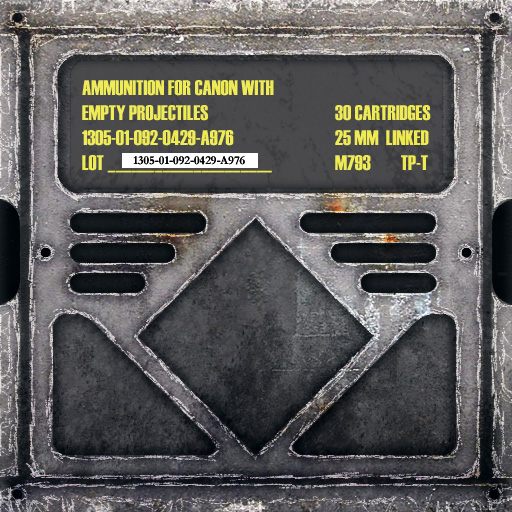 AMMUNITION FOR CANON WITH
EMPTY PROJECTILES 30 CARTRIDGES
1305-01-092-0429-A976 25 MM LINKED
LOT 1305-01-092-0429-A976 M793 TP-T